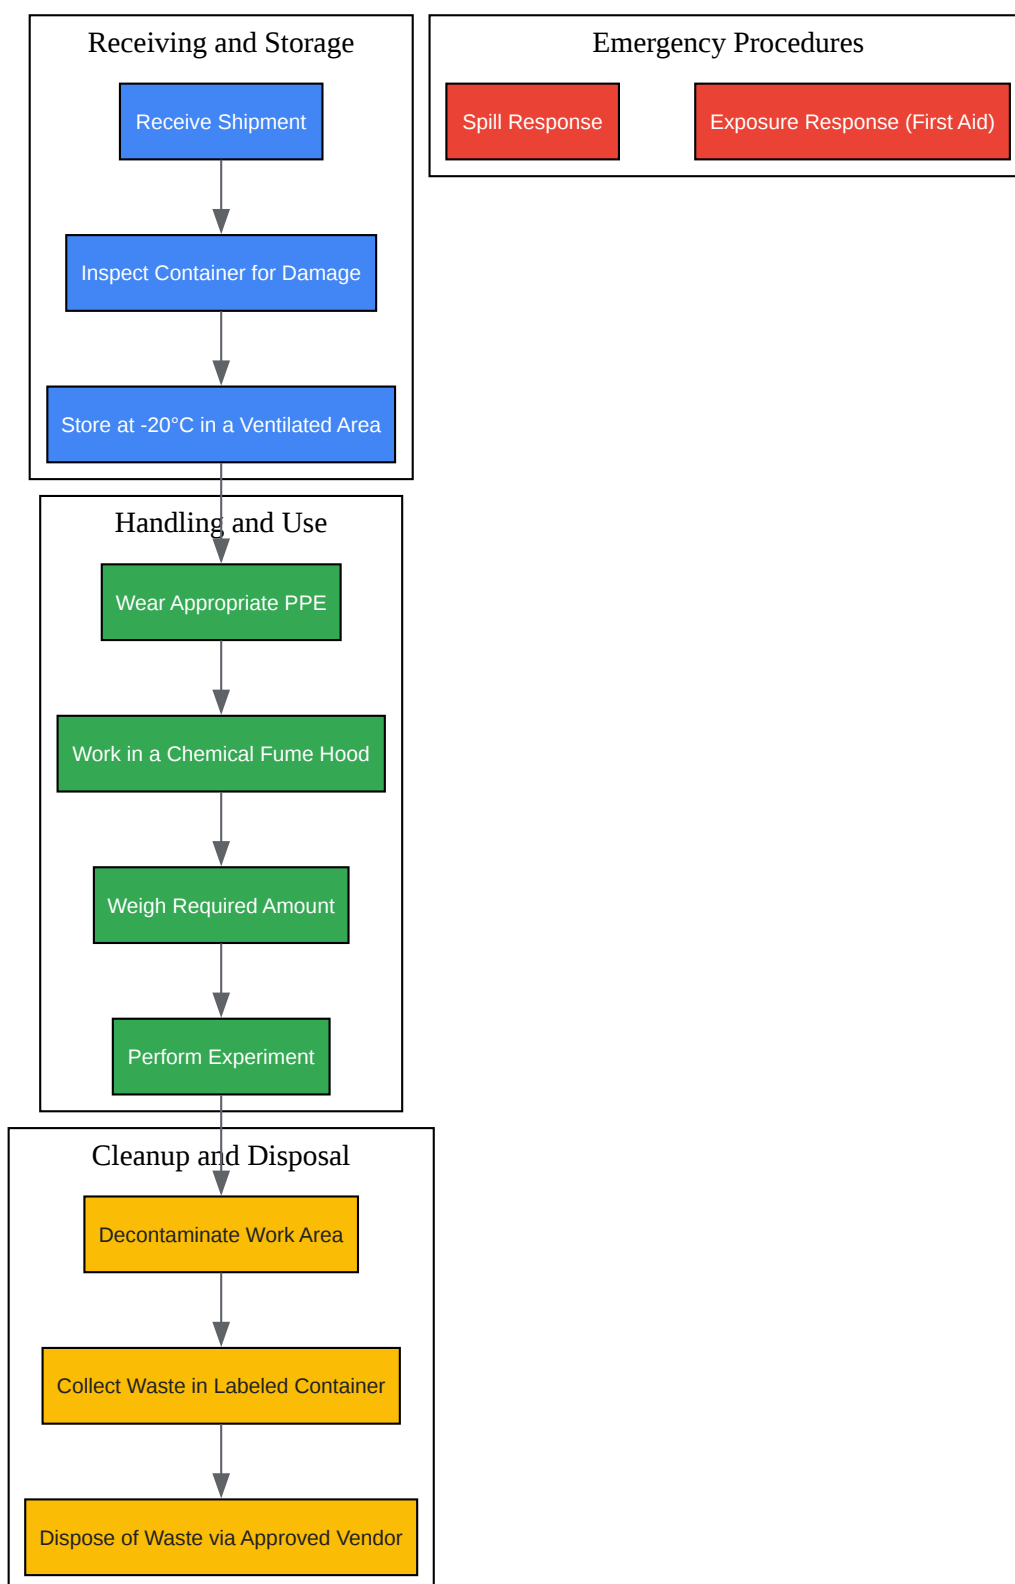 Receiving and Storage
Receive Shipment
Inspect Container for Damage
Store at -20°C in a Ventilated Area
Handling and Use
Wear Appropriate PPE
Work in a Chemical Fume Hood
Weigh Required Amount
Perform Experiment
Cleanup and Disposal
Decontaminate Work Area
Collect Waste in Labeled Container
Dispose of Waste via Approved Vendor
Emergency Procedures
Spill Response
Exposure Response (First Aid)